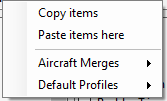 Copy items
Paste items here
Aircraft Merges
Default Profiles